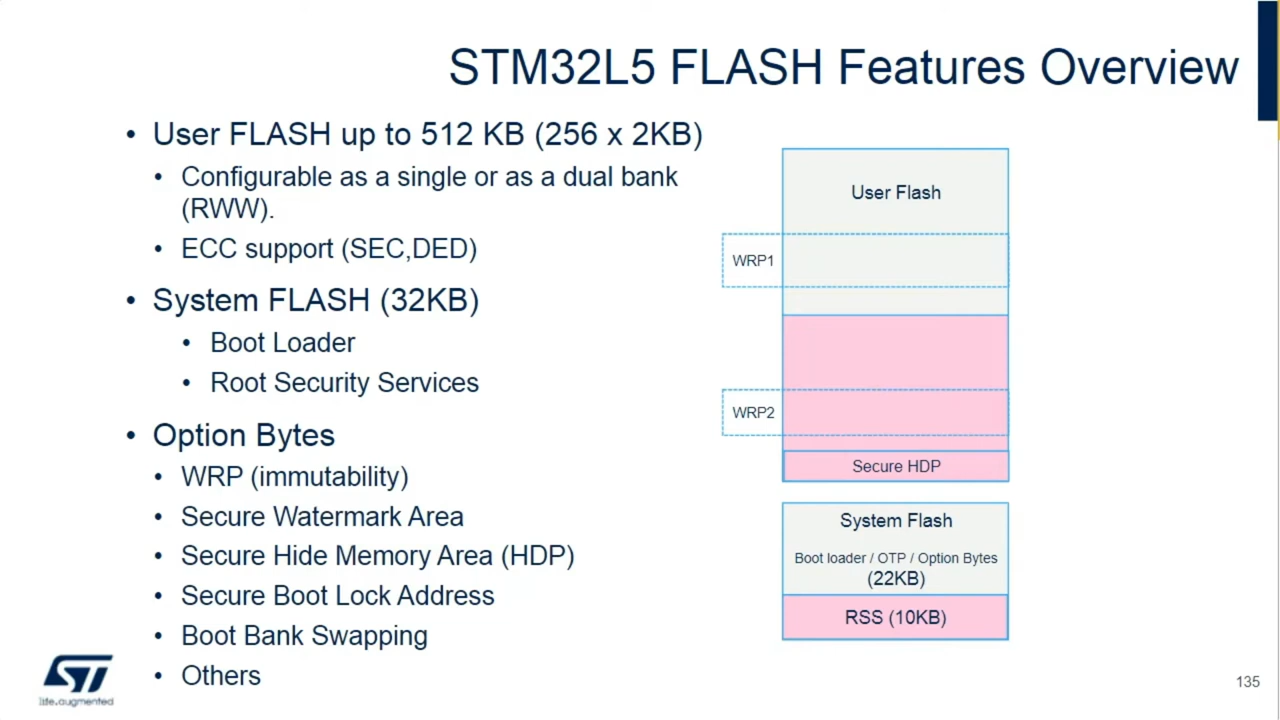 STM32L5 FLASH Features Overview
• User FLASH up to 512 KB (256 x 2KB)
• Configurable as a single or as a dual bank
(RWW).
• ECC support (SEC,DED)
• System FLASH (32KB)
• Boot Loader
• Root Security Services
• Option Bytes
• WRP (immutability)
• Secure Watermark Area
• Secure Hide Memory Area (HDP)
• Secure Boot Lock Address
• Boot Bank Swapping
• Others
User Flash
WRP1
WRP2
Secure HDP
System Flash
Boot loader / OTP / Option Bytes
(22KB)
RSS (10KB)
ST
life.augmented
135